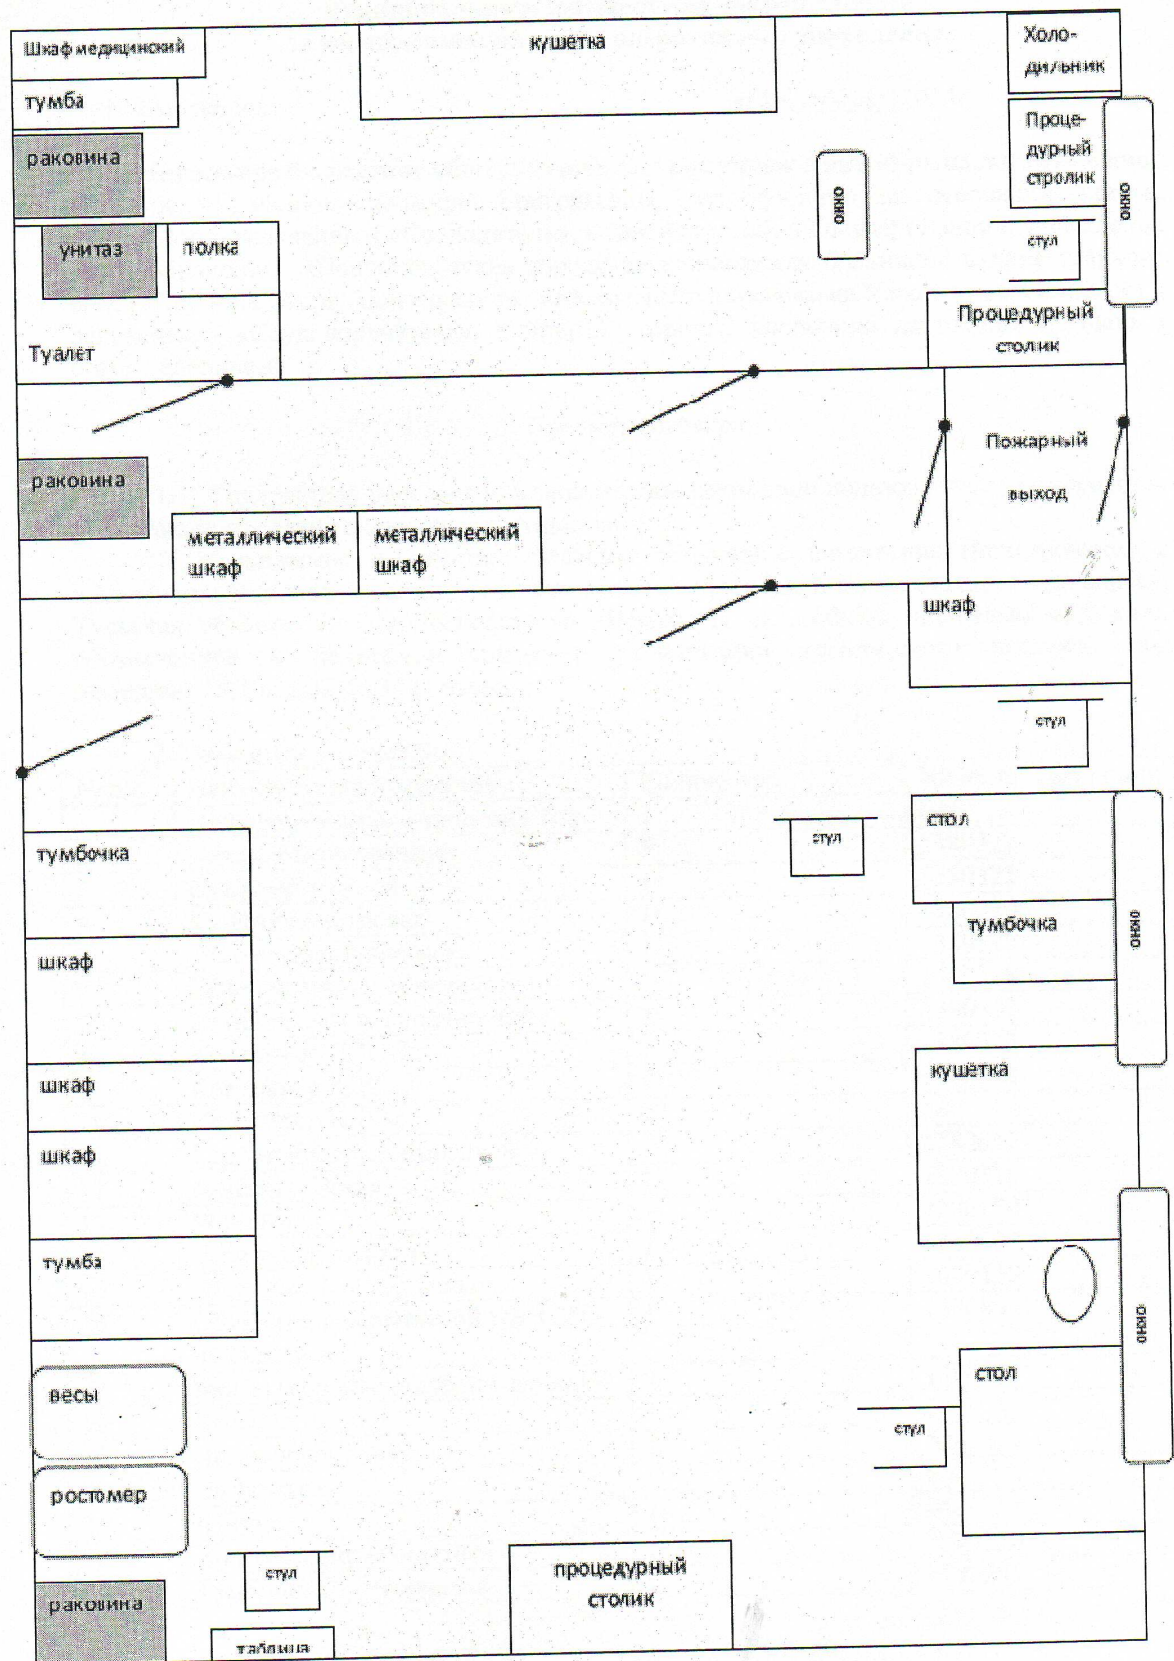 Шкаф медицинский
кушетка
Холо-
дильник
тумба
Проце-
дурный
стролик
раковина
окно
окно
унитаз
полка
стул
Процедурный
столик
Туалет
Пожарный
выход
раковина
металлический
шкаф
металлический
шкаф
шкаф
стул
стол
стул
тумбочка
тумбочка
окно
шкаф
кушетка
шкаф
шкаф
тумба
окно
стол
весы
стул
ростомер
процедурный
столик
стул
раковина
таблица